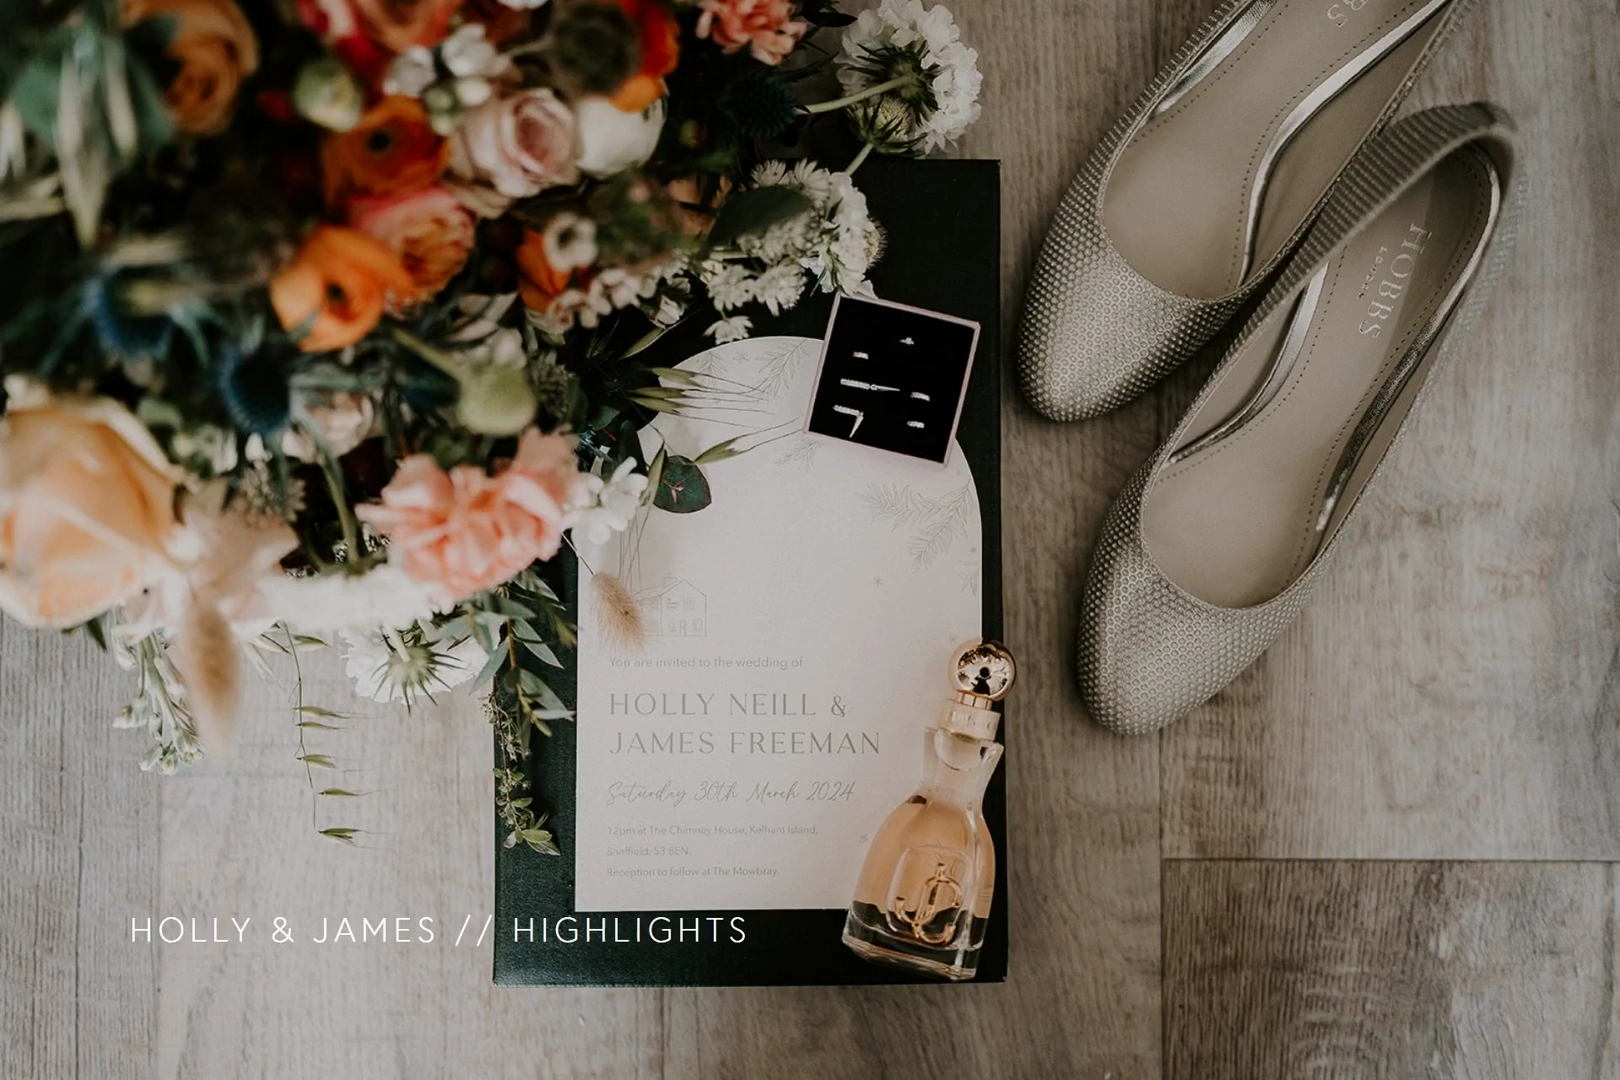 You are invited to the wedding of
HOLLY NEILL &
JAMES FREEMAN
Saturday 30th March 2024
12pm at The Chimney House, Kelham Island,
Sheffield, S3 8EN.
Reception to follow at The Mowbray.
HOLLY & JAMES // HIGHLIGHTS
HOBBS
LONDON